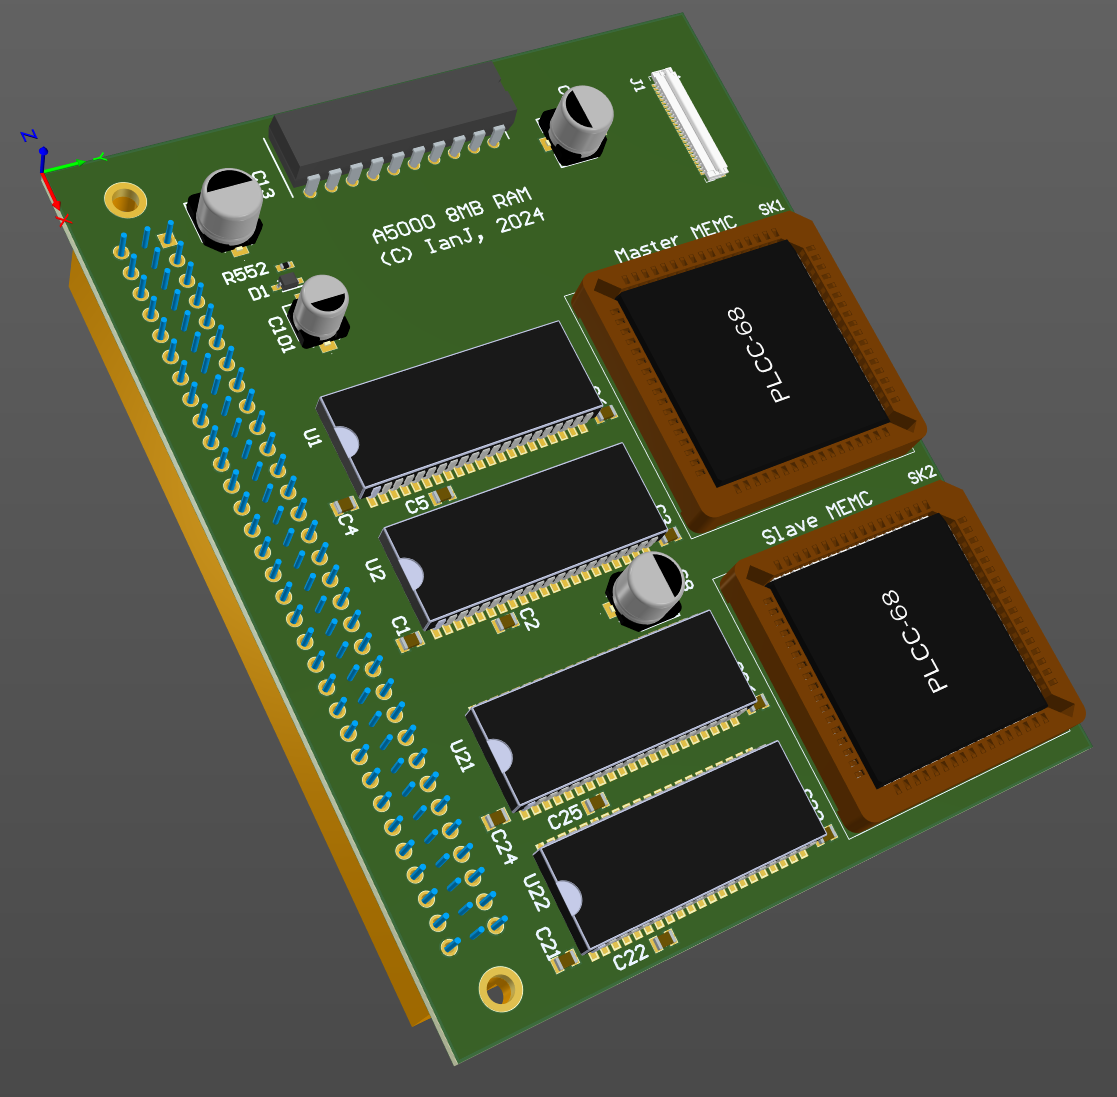 Z
Y
X
J1
C13
A5000 8MB RAM
(C) IanJ, 2024
SK1
Master MEMC
R552
D1
C101
PLCC-68
U1
C4
C5
SK2
Slave MEMC
U2
C1
C2
PLCC-68
U21
C24
C25
U22
C21
C22